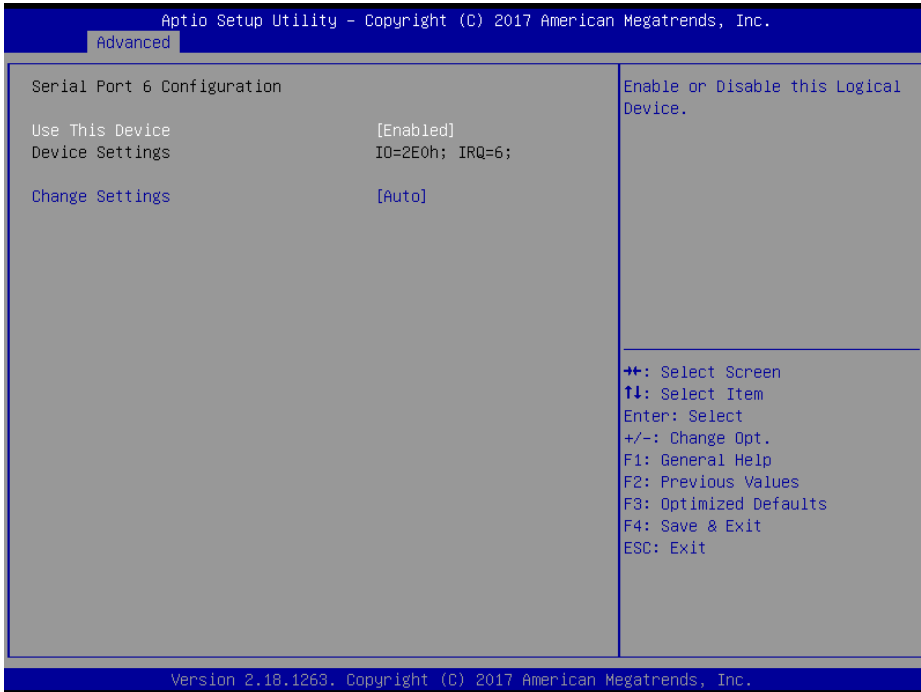 Aptio Setup Utility – Copyright (C) 2017 American Megatrends, Inc.
Advanced
Serial Port 6 Configuration
Use This Device [Enabled]
Device Settings IO=2E0h; IRQ=6;
Change Settings [Auto]
Enable or Disable this Logical
Device.
→←: Select Screen
↑↓: Select Item
Enter: Select
+/-: Change Opt.
F1: General Help
F2: Previous Values
F3: Optimized Defaults
F4: Save & Exit
ESC: Exit
Version 2.18.1263. Copyright (C) 2017 American Megatrends, Inc.